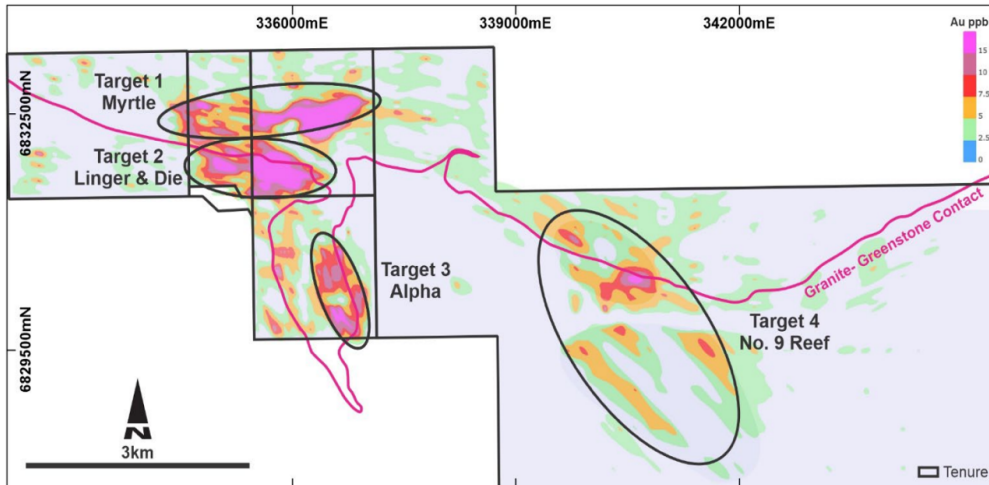 336000mE
339000mE
342000mE
Au ppb
15
10
7.5
5
2.5
0
6832500mN
6829500mN
Target 1
Myrtle
Target 2
Linger & Die
Target 3
Alpha
Target 4
No. 9 Reef
Granite- Greenstone Contact
N
3km
Tenure